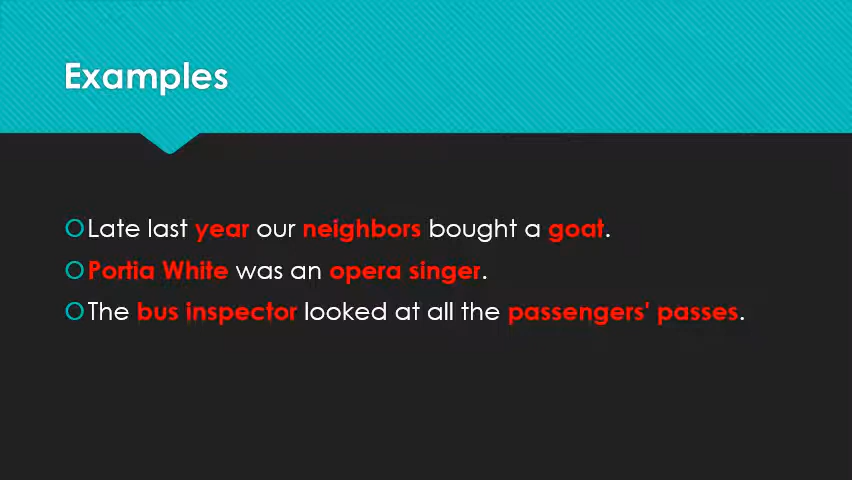 Examples
Late last year our neighbors bought a goat.
Portia White was an opera singer.
The bus inspector looked at all the passengers' passes.